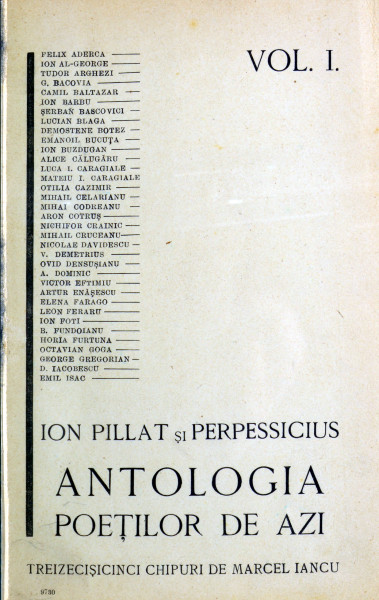 FELIX ADERCA
ION AL-GEORGE
TUDOR ARGHEZI
G. BACOVIA
CAMIL BALTAZAR
ION BARBU
ȘERBAN BASCOVICI
LUCIAN BLAGA
DEMOSTENE BOTEZ
EMANOIL BUCUȚA
ION BUZDUGAN
ALICE CĂLUGĂRU
LUCA I. CARAGIALE
MATEIU I. CARAGIALE
OTILIA CAZIMIR
MIHAIL CELARIANU
MIHAI CODREANU
ARON COTRUȘ
NICHIFOR CRAINIC
MIHAIL CRUCEANU
NICOLAE DAVIDESCU
V. DEMETRIUS
OVID DENSUȘIANU
A. DOMINIC
VICTOR EFTIMIU
ARTUR ENĂȘESCU
ELENA FARAGO
LEON FERARU
ION FOTI
B. FUNDOIANU
HORIA FURTUNA
OCTAVIAN GOGA
GEORGE GREGORIAN
D. IACOBESCU
EMIL ISAC
VOL. I.
ION PILLAT ȘI PERPESSICIUS
ANTOLOGIA
POEȚILOR DE AZI
TREIZECIȘICINCI CHIPURI DE MARCEL IANCU
9730